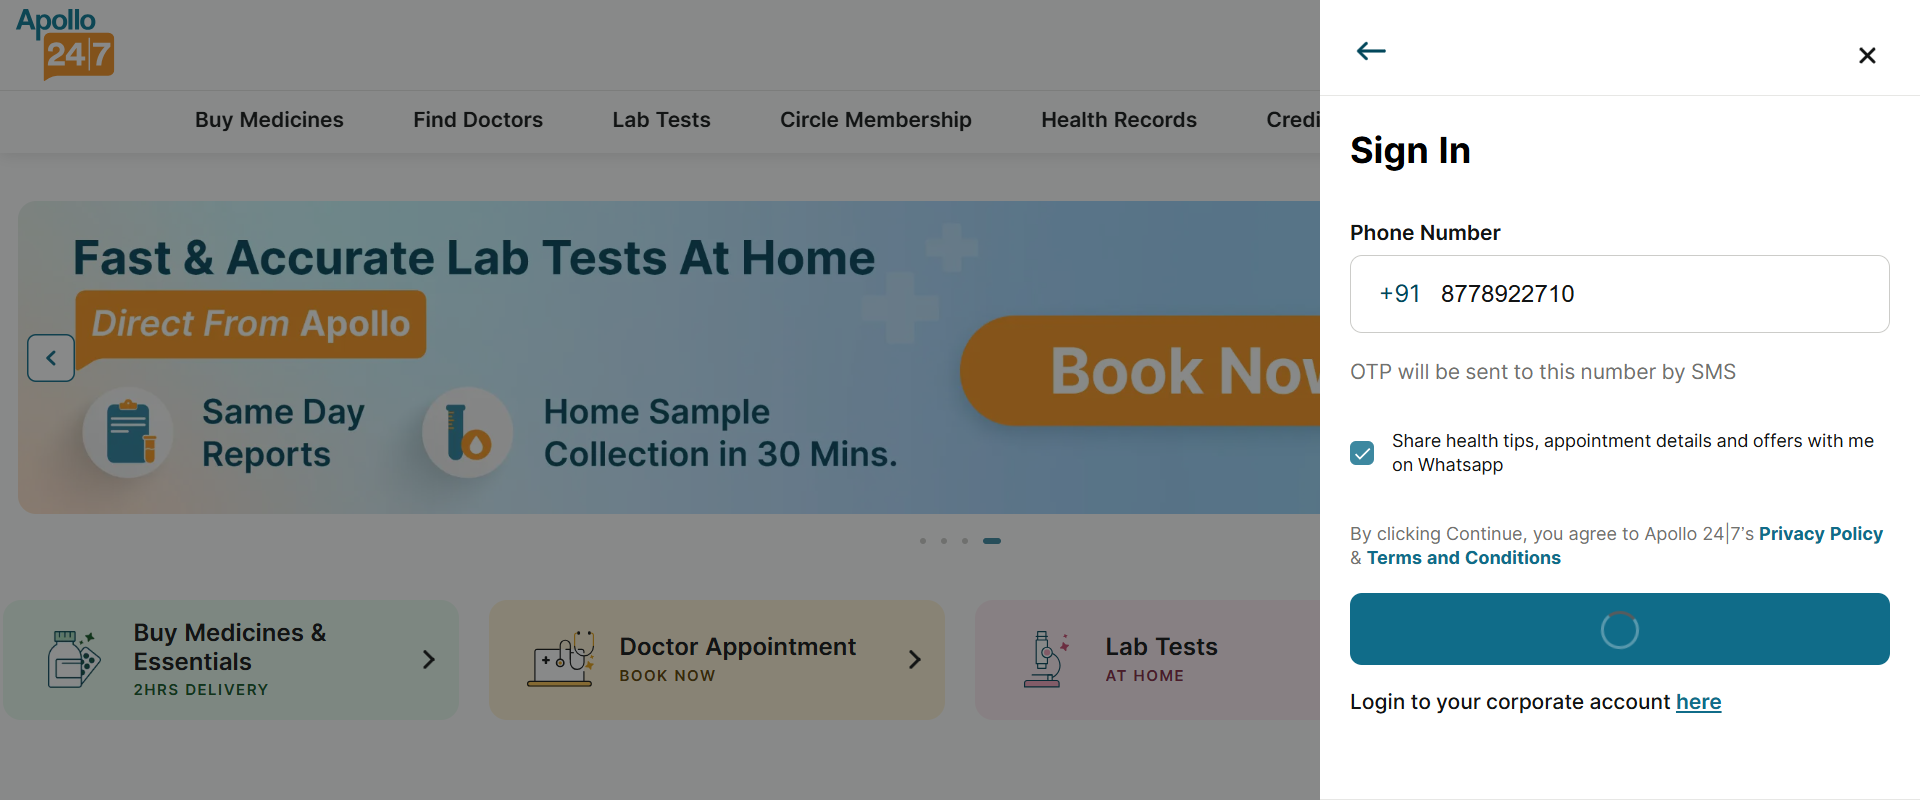 Apollo
24|7
Buy Medicines
Find Doctors
Lab Tests
Circle Membership
Health Records
Credi
Fast & Accurate Lab Tests At Home
Direct From Apollo
Same Day
Reports
Home Sample
Collection in 30 Mins.
Book Now
Buy Medicines &
Essentials
2HRS DELIVERY
Doctor Appointment
BOOK NOW
Lab Tests
AT HOME
Sign In
Phone Number
+91 8778922710
OTP will be sent to this number by SMS
Share health tips, appointment details and offers with me
on Whatsapp
By clicking Continue, you agree to Apollo 24|7's Privacy Policy
& Terms and Conditions
Login to your corporate account here